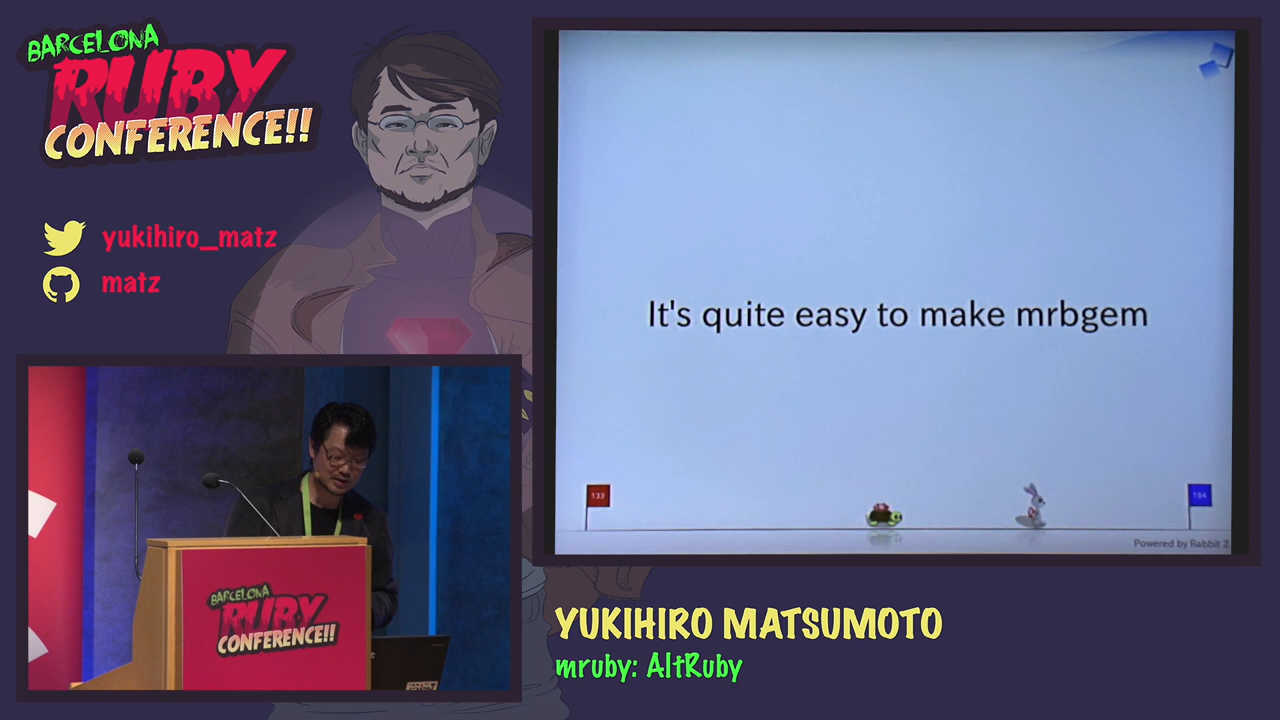 BARCELONA
RUBY
CONFERENCE!!
yukihiro_matz
matz
It's quite easy to make mrbgem
133
184
Powered by Rabbit 2
BARCELONA
RUBY
CONFERENCE!!
YUKIHIRO MATSUMOTO
mruby: AltRuby